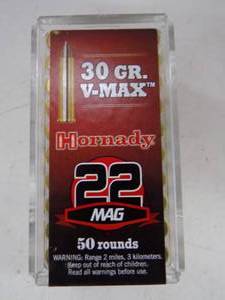 30 GR.
V-MAX™
Hornady
22
MAG
50 rounds
WARNING: Range 2 miles, 3 kilometers.
Keep out of reach of children.
Read all warnings before use.